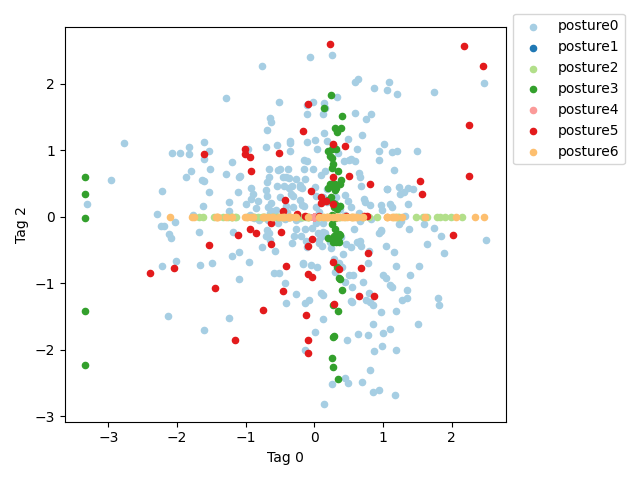 posture0
posture1
posture2
posture3
posture4
posture5
posture6
2
1
0
−1
−2
−3
Tag 2
−3 −2 −1 0 1 2
Tag 0